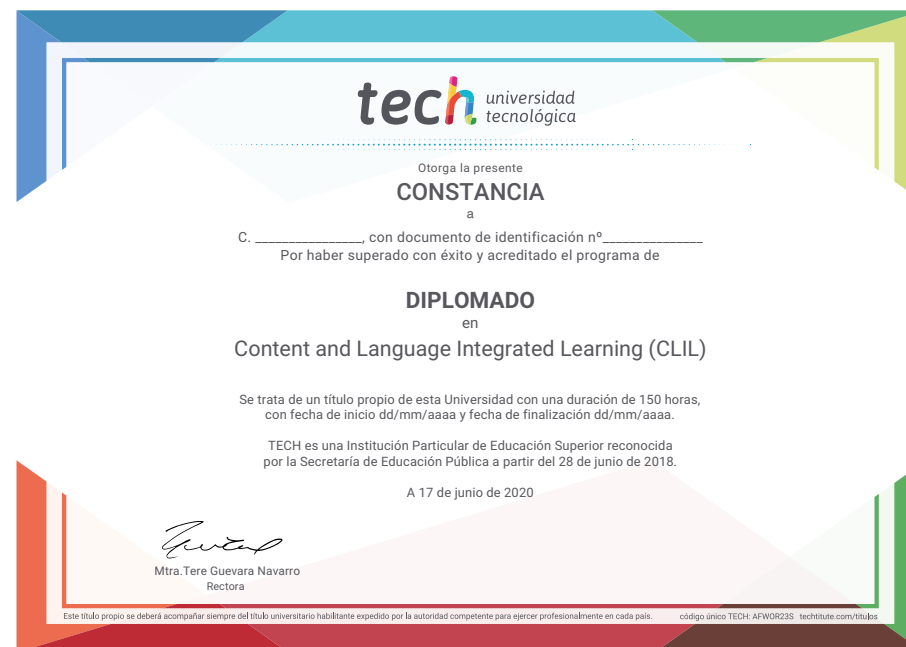 tech universidad
tecnológica
Otorga la presente
CONSTANCIA
a
C. ________________, con documento de identificación nº_______________
Por haber superado con éxito y acreditado el programa de
DIPLOMADO
en
Content and Language Integrated Learning (CLIL)
Se trata de un título propio de esta Universidad con una duración de 150 horas,
con fecha de inicio dd/mm/aaaa y fecha de finalización dd/mm/aaaa.
TECH es una Institución Particular de Educación Superior reconocida
por la Secretaría de Educación Pública a partir del 28 de junio de 2018.
A 17 de junio de 2020
Mtra.Tere Guevara Navarro
Rectora
Este título propio se deberá acompañar siempre del título universitario habilitante expedido por la autoridad competente para ejercer profesionalmente en cada país. código único TECH: AFWOR23S techtitute.com/titulos